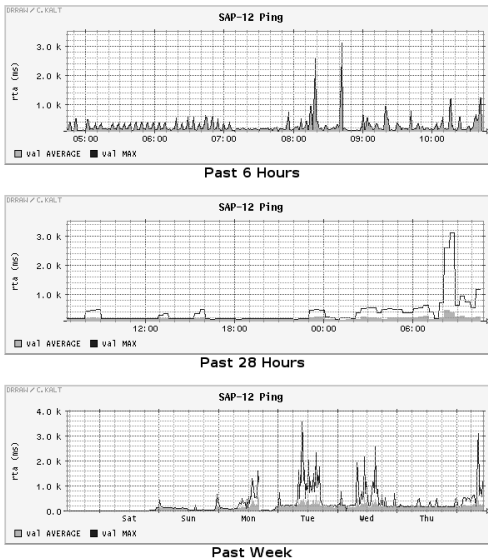 DRRAW / C.KALT
SAP-12 Ping
rta (ms)
3.0 k
2.0 k
1.0 k
05:00 06:00 07:00 08:00 09:00 10:00
val AVERAGE val MAX
Past 6 Hours
DRRAW / C.KALT
SAP-12 Ping
rta (ms)
3.0 k
2.0 k
1.0 k
12:00 18:00 00:00 06:00
val AVERAGE val MAX
Past 28 Hours
DRRAW / C.KALT
SAP-12 Ping
rta (ms)
4.0 k
3.0 k
2.0 k
1.0 k
0.0
Sat Sun Mon Tue Wed Thu
val AVERAGE val MAX
Past Week